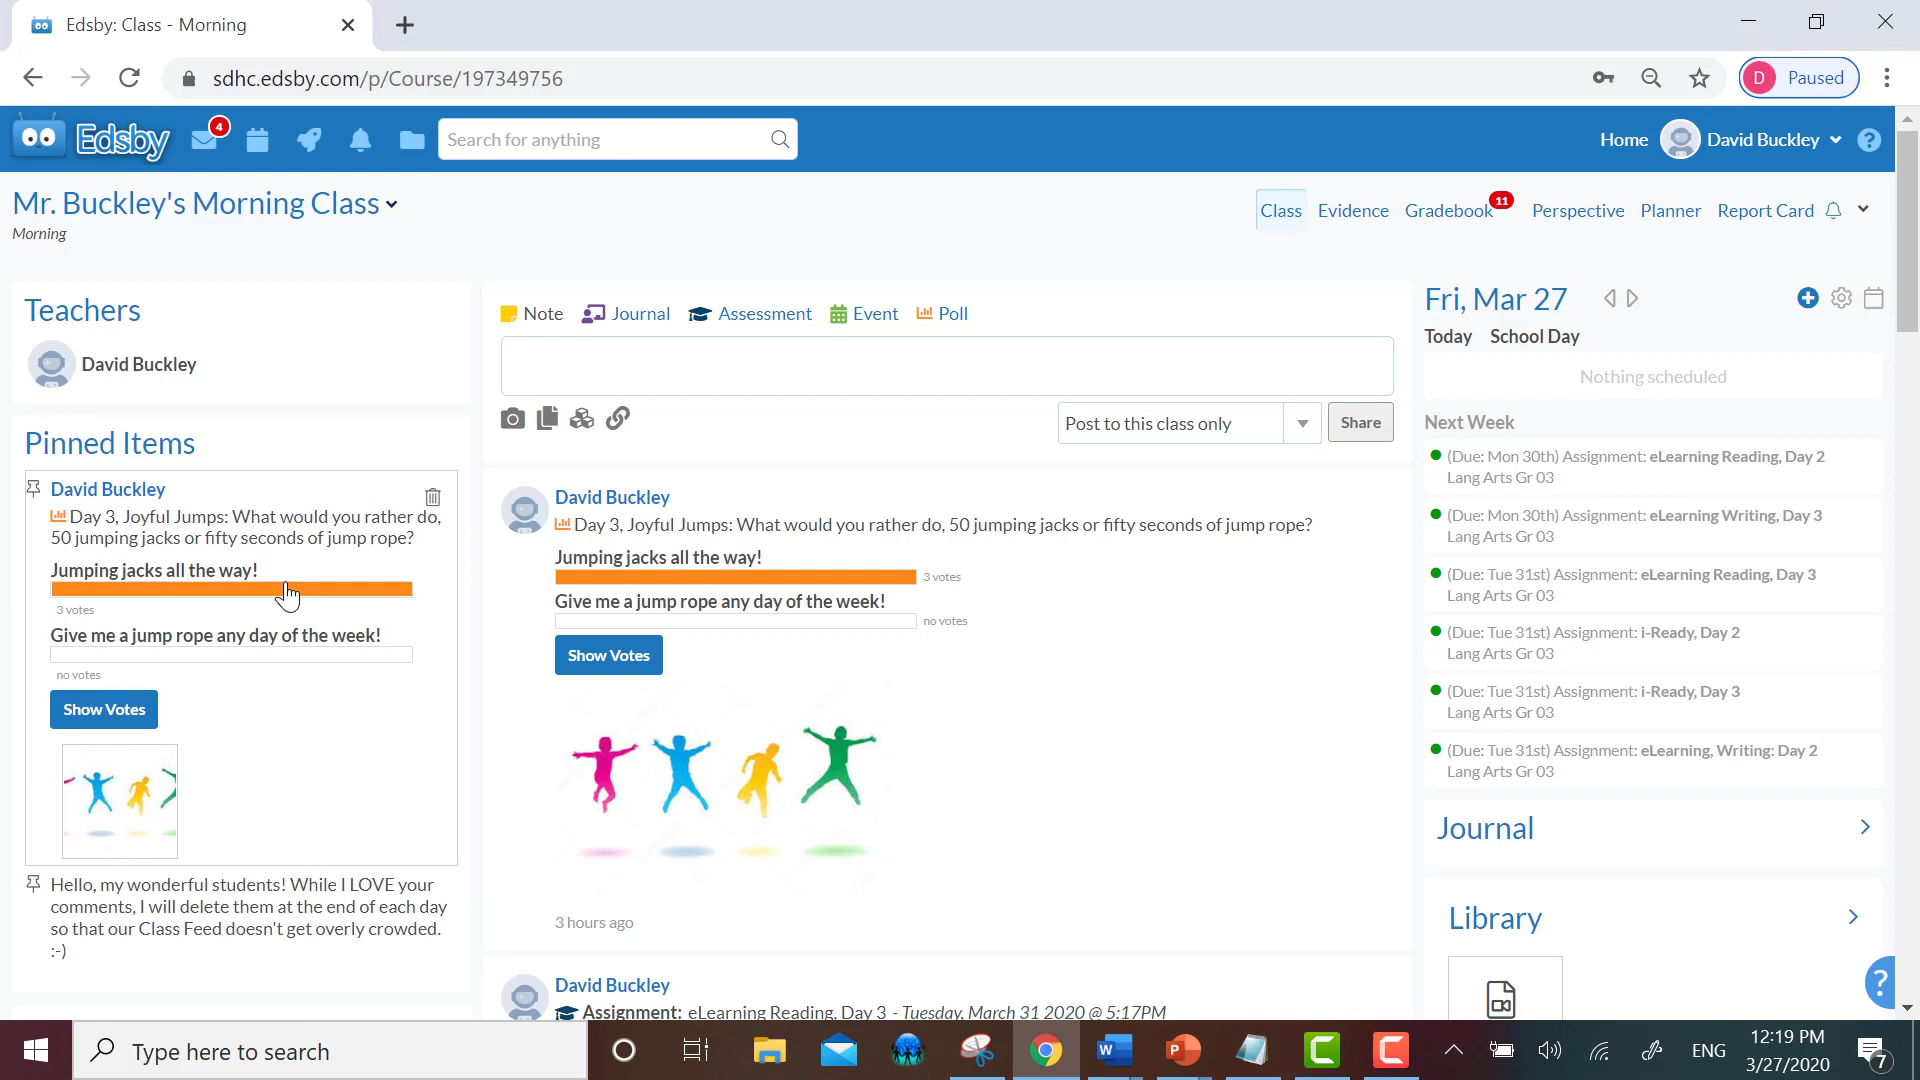 Edsby: Class - Morning
sdhc.edsby.com/p/Course/197349756
D Paused
Edsby
4
Search for anything
Home
David Buckley
?
Mr. Buckley's Morning Class
Morning
Class
Evidence
Gradebook
11
Perspective
Planner
Report Card
Teachers
David Buckley
Pinned Items
David Buckley
Day 3, Joyful Jumps: What would you rather do,
50 jumping jacks or fifty seconds of jump rope?
Jumping jacks all the way!
3 votes
Give me a jump rope any day of the week!
no votes
Show Votes
Hello, my wonderful students! While I LOVE your
comments, I will delete them at the end of each day
so that our Class Feed doesn't get overly crowded.
:-)
Note
Journal
Assessment
Event
Poll
Post to this class only
Share
David Buckley
Day 3, Joyful Jumps: What would you rather do, 50 jumping jacks or fifty seconds of jump rope?
Jumping jacks all the way!
3 votes
Give me a jump rope any day of the week!
no votes
Show Votes
3 hours ago
David Buckley
Assignment: eLearning Reading, Day 3 - Tuesday, March 31 2020 @ 5:17PM
Fri, Mar 27
Today School Day
Nothing scheduled
Next Week
(Due: Mon 30th) Assignment: eLearning Reading, Day 2
Lang Arts Gr 03
(Due: Mon 30th) Assignment: eLearning Writing, Day 3
Lang Arts Gr 03
(Due: Tue 31st) Assignment: eLearning Reading, Day 3
Lang Arts Gr 03
(Due: Tue 31st) Assignment: i-Ready, Day 2
Lang Arts Gr 03
(Due: Tue 31st) Assignment: i-Ready, Day 3
Lang Arts Gr 03
(Due: Tue 31st) Assignment: eLearning, Writing: Day 2
Lang Arts Gr 03
Journal
Library
?
Type here to search
W
P
C
C
ENG
12:19 PM
3/27/2020
7